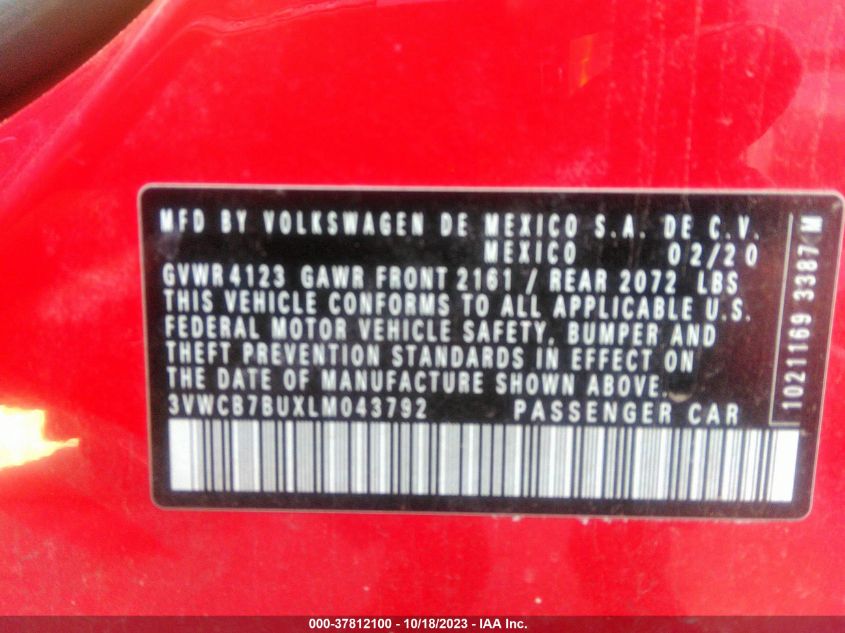 MFD BY VOLKSWAGEN DE MEXICO S.A. DE C.V.
MEXICO 02/20
GVWR 4123 GAWR FRONT 2161 / REAR 2072 LBS
THIS VEHICLE CONFORMS TO ALL APPLICABLE U.S.
FEDERAL MOTOR VEHICLE SAFETY, BUMPER AND
THEFT PREVENTION STANDARDS IN EFFECT ON
THE DATE OF MANUFACTURE SHOWN ABOVE.
3VWCB7BUXLM043792 PASSENGER CAR
1021169 3387 M
000-37812100 - 10/18/2023 - IAA Inc.